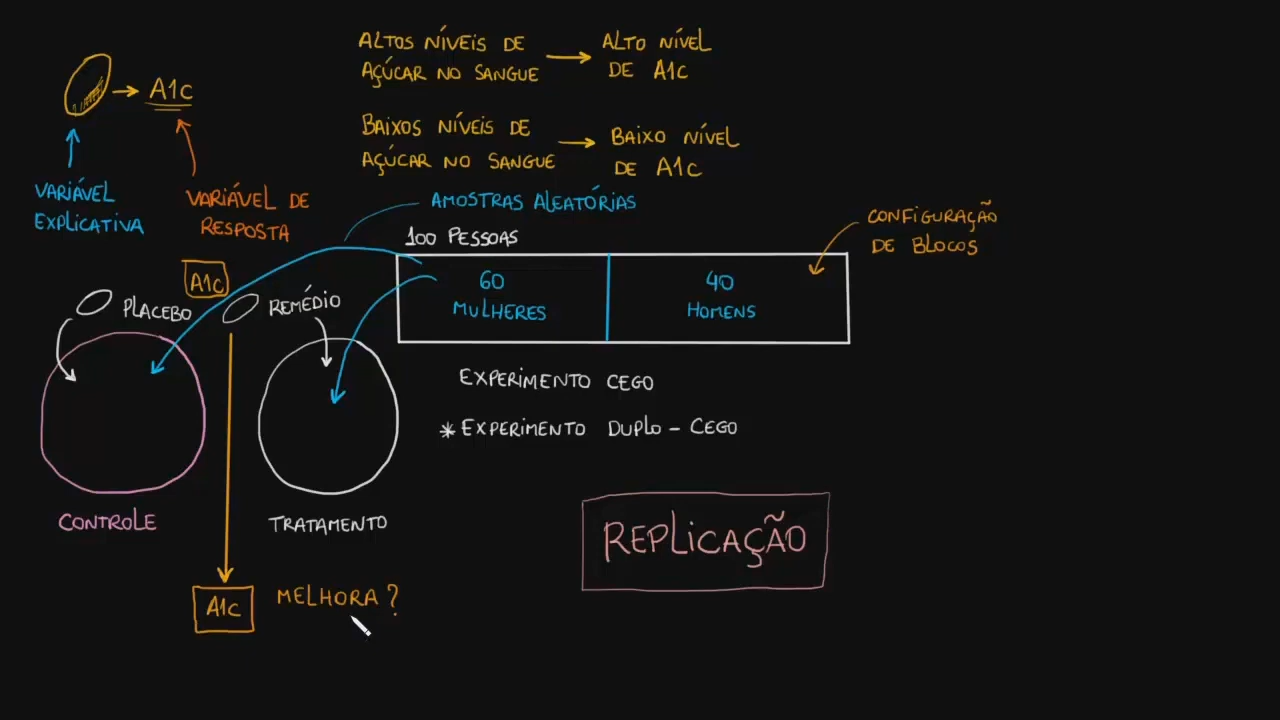 ALTOS NÍVEIS DE
AÇÚCAR NO SANGUE
ALTO NÍVEL
DE A1c
A1c
BAIXOS NÍVEIS DE
AÇÚCAR NO SANGUE
BAIXO NÍVEL
DE A1c
VARIÁVEL
EXPLICATIVA
VARIÁVEL DE
RESPOSTA
AMOSTRAS ALEATÓRIAS
100 PESSOAS
CONFIGURAÇÃO
DE BLOCOS
60
MULHERES
40
HOMENS
A1c
PLACEBO
REMÉDIO
EXPERIMENTO CEGO
*EXPERIMENTO DUPLO - CEGO
CONTROLE
TRATAMENTO
REPLICAÇÃO
A1c
MELHORA?